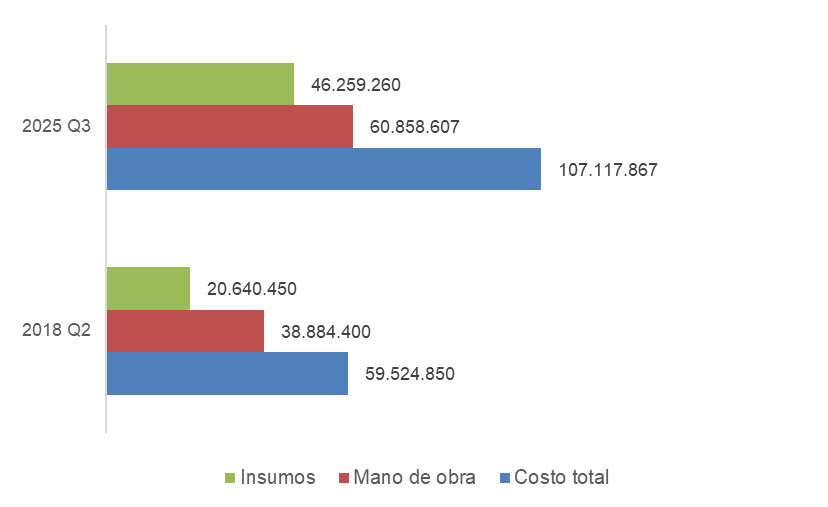 46.259.260
2025 Q3
60.858.607
107.117.867
20.640.450
2018 Q2
38.884.400
59.524.850
Insumos Mano de obra Costo total